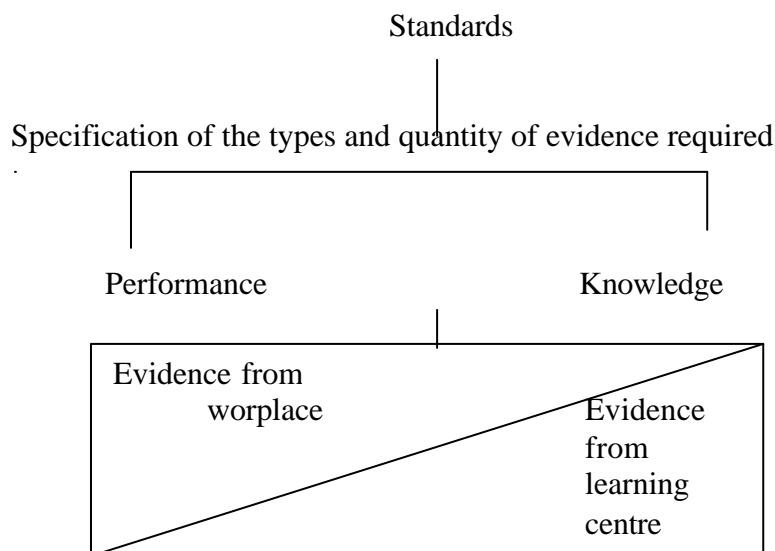 Standards
Specification of the types and quantity of evidence required
.
Performance Knowledge
Evidence from
worplace
Evidence
from
learning
centre